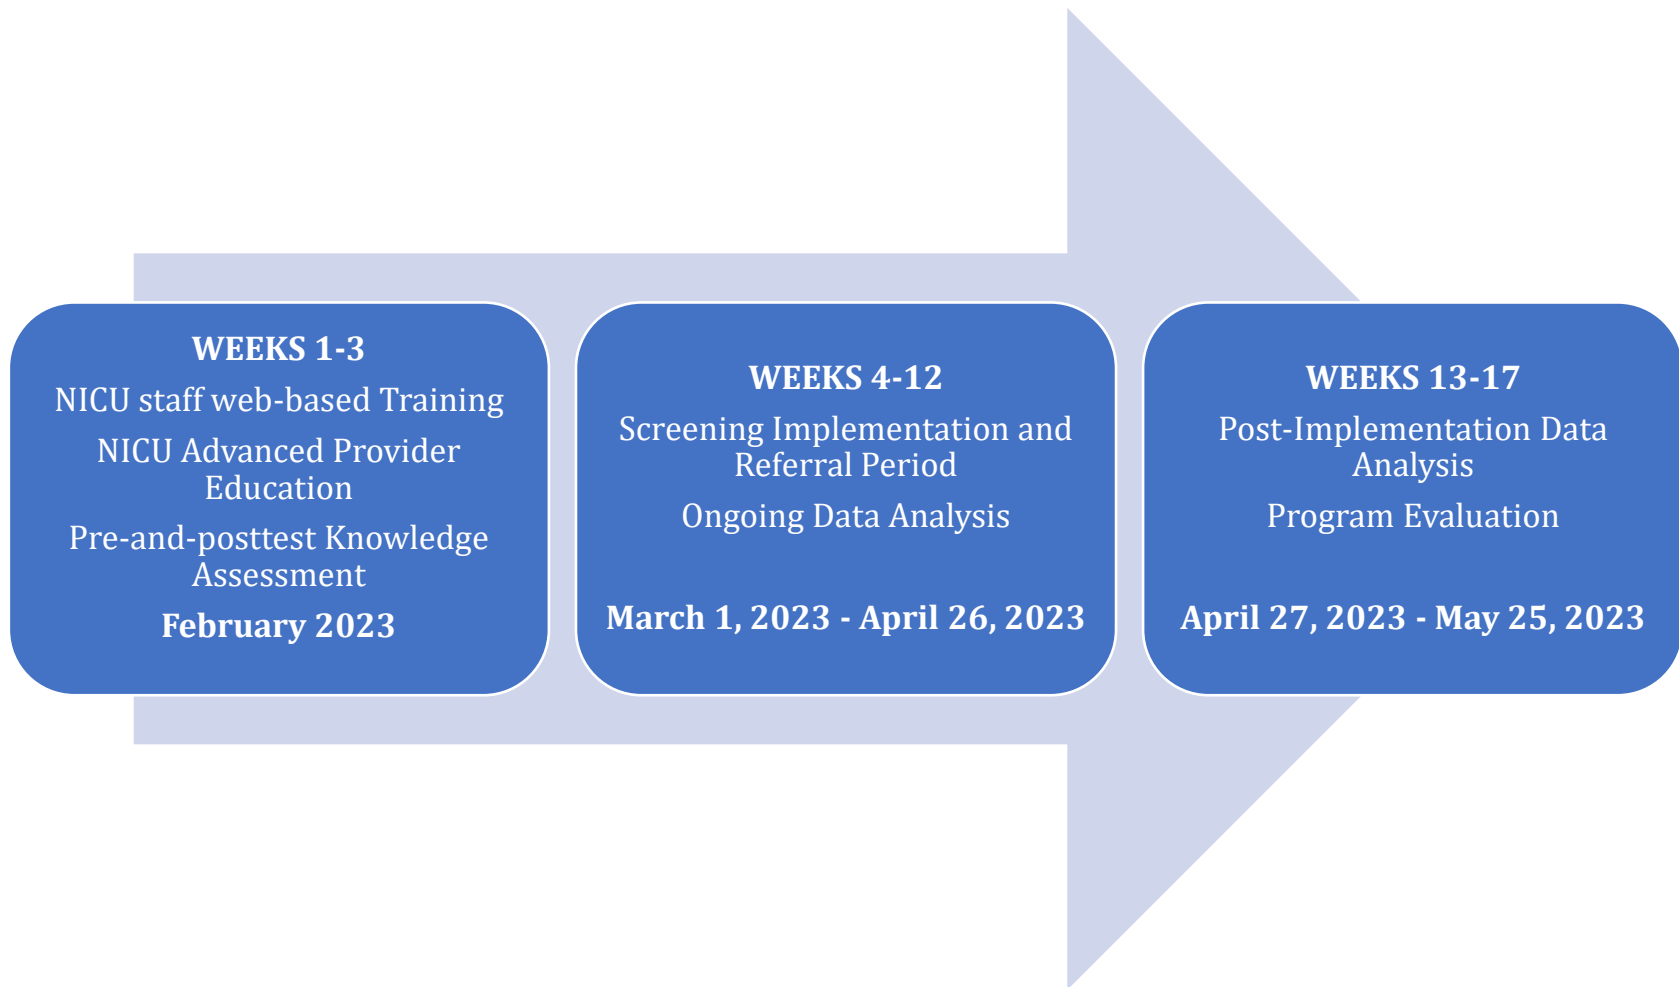 WEEKS 1-3
NICU staff web-based Training
NICU Advanced Provider
Education
Pre-and-posttest Knowledge
Assessment
February 2023
WEEKS 4-12
Screening Implementation and
Referral Period
Ongoing Data Analysis
March 1, 2023 - April 26, 2023
WEEKS 13-17
Post-Implementation Data
Analysis
Program Evaluation
April 27, 2023 - May 25, 2023